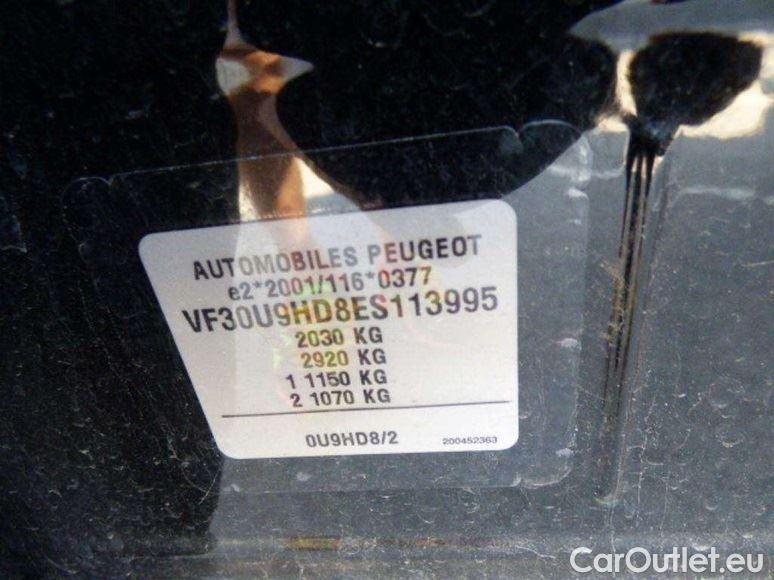 AUTOMOBILES PEUGEOT
e2*2001/116*0377
VF30U9HD8ES113995
2030 KG
2920 KG
1 1150 KG
2 1070 KG
0U9HD8/2
200452363
CarOutlet.eu